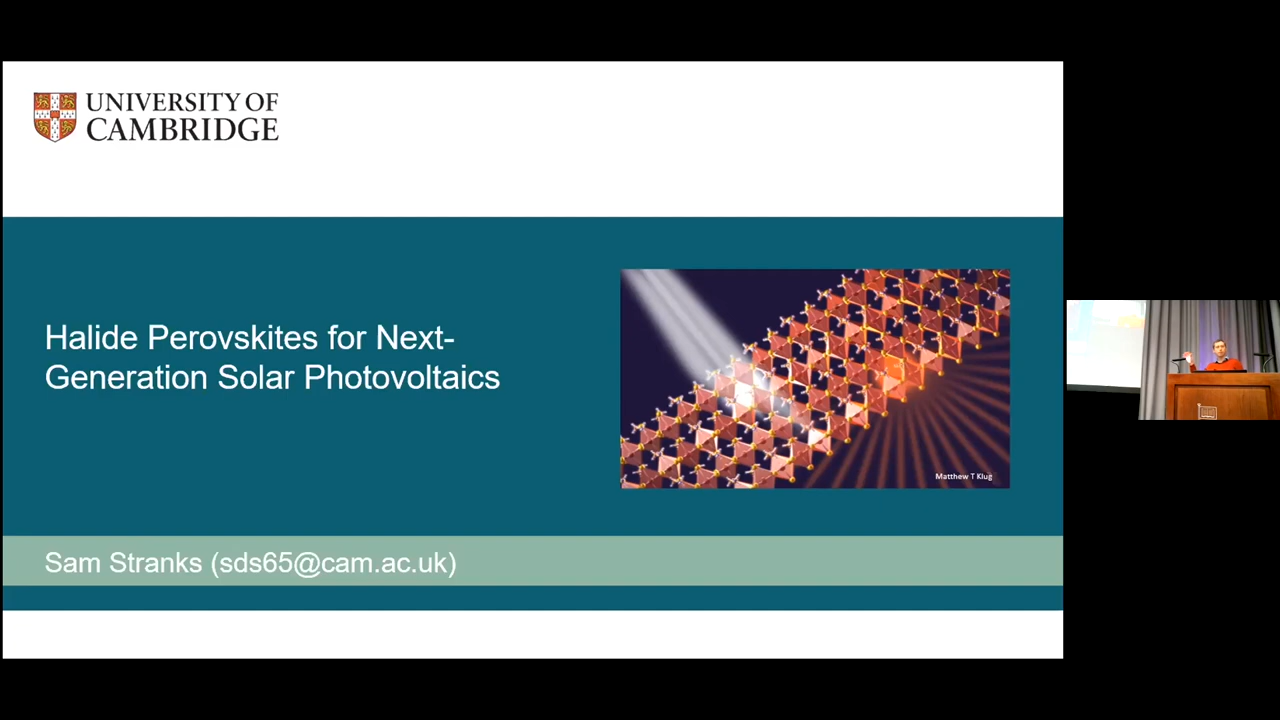 UNIVERSITY OF
CAMBRIDGE
Halide Perovskites for Next-
Generation Solar Photovoltaics
Matthew T Klug
Sam Stranks (sds65@cam.ac.uk)